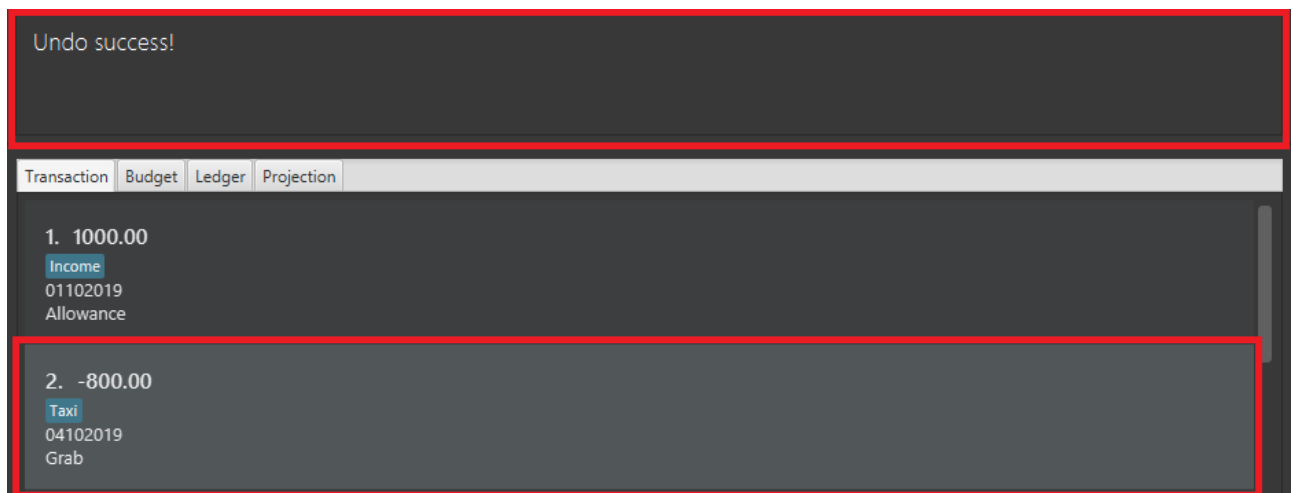 Undo success!
Transaction Budget Ledger Projection
1. 1000.00
Income
01102019
Allowance
2. -800.00
Taxi
04102019
Grab